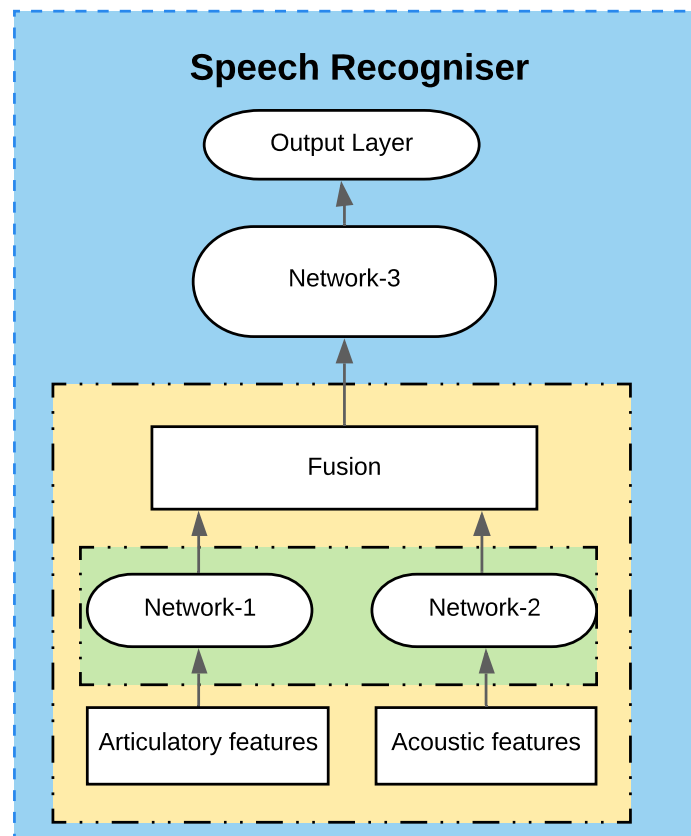 Speech Recogniser
Output Layer
Network-3
Fusion
Network-1
Network-2
Articulatory features
Acoustic features